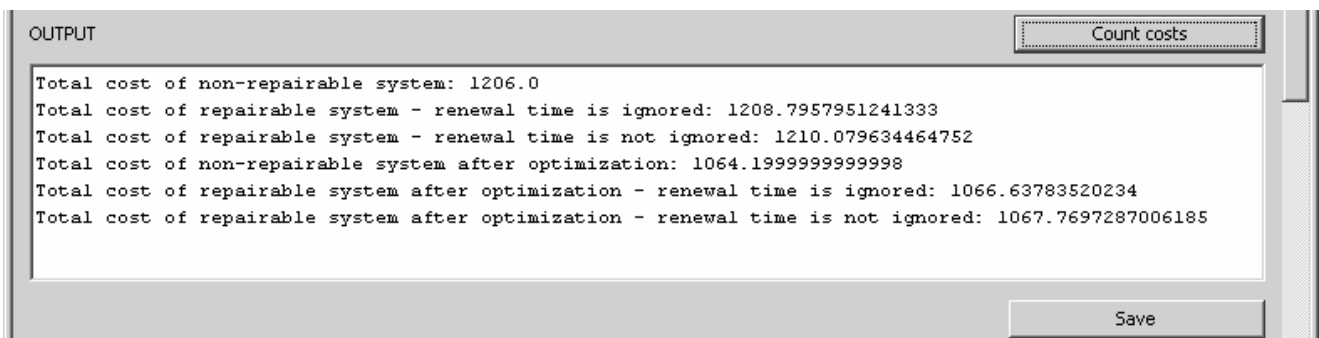 OUTPUT
Count costs
Total cost of non-repairable system: 1206.0
Total cost of repairable system - renewal time is ignored: 1208.7957951241333
Total cost of repairable system - renewal time is not ignored: 1210.079634464752
Total cost of non-repairable system after optimization: 1064.1999999999998
Total cost of repairable system after optimization - renewal time is ignored: 1066.63783520234
Total cost of repairable system after optimization - renewal time is not ignored: 1067.7697287006185
Save